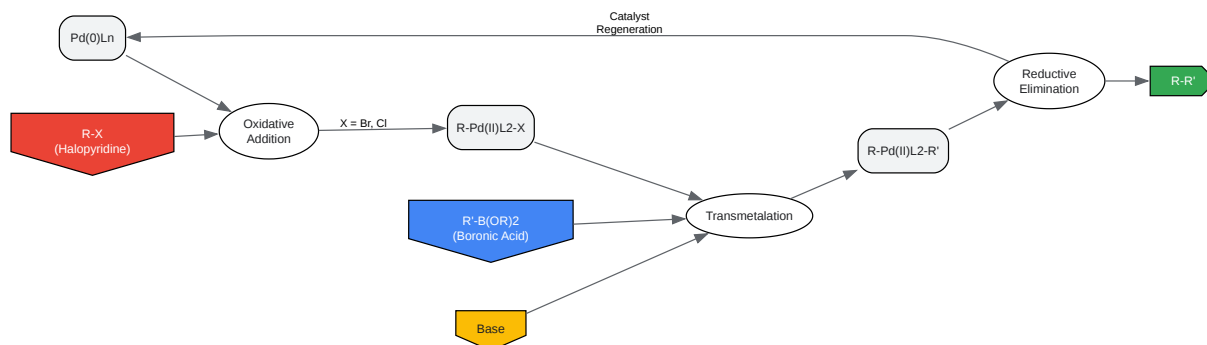 Catalyst
Regeneration
Pd(0)Ln
R-X
(Halopyridine)
Oxidative
Addition
X = Br, Cl
R-Pd(II)L2-X
R'-B(OR)2
(Boronic Acid)
Base
Transmetalation
R-Pd(II)L2-R'
Reductive
Elimination
R-R'